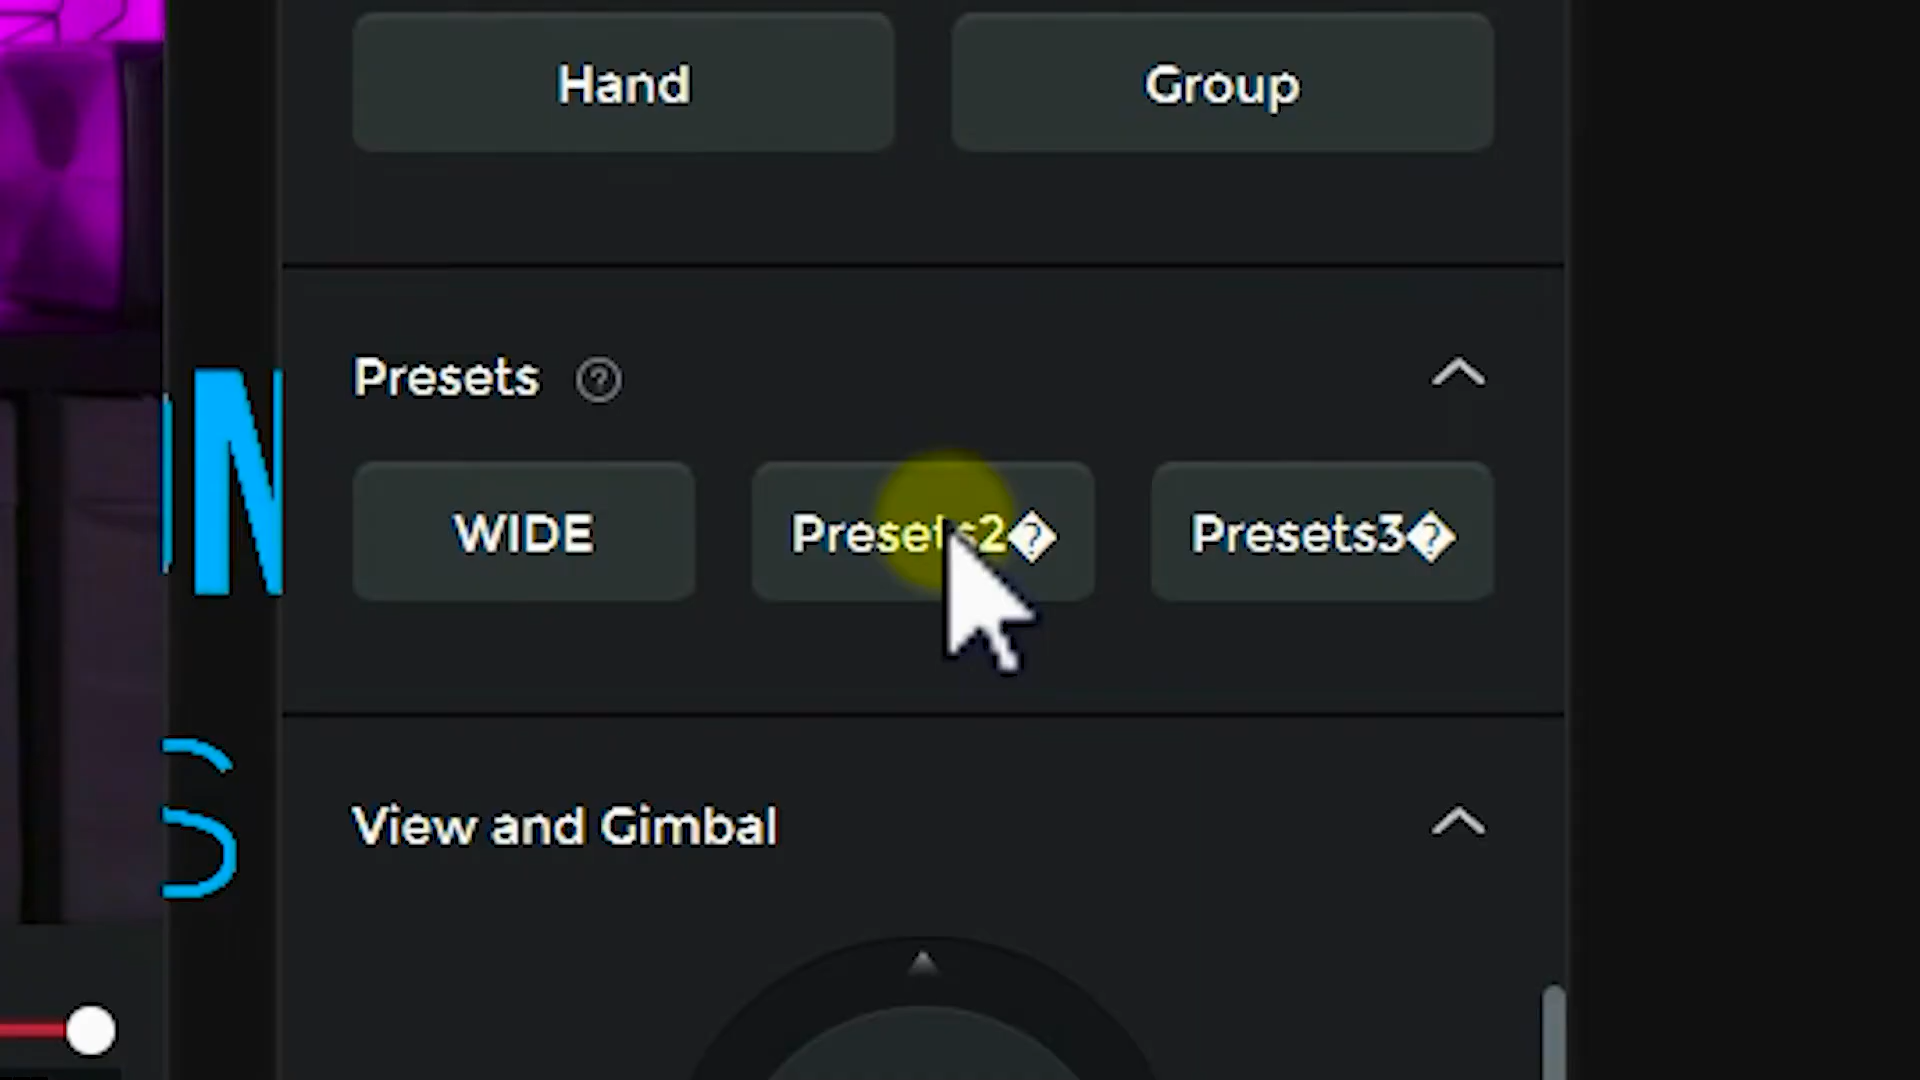 Hand
Group
Presets
WIDE
Presets2�
Presets3�
N
S
View and Gimbal